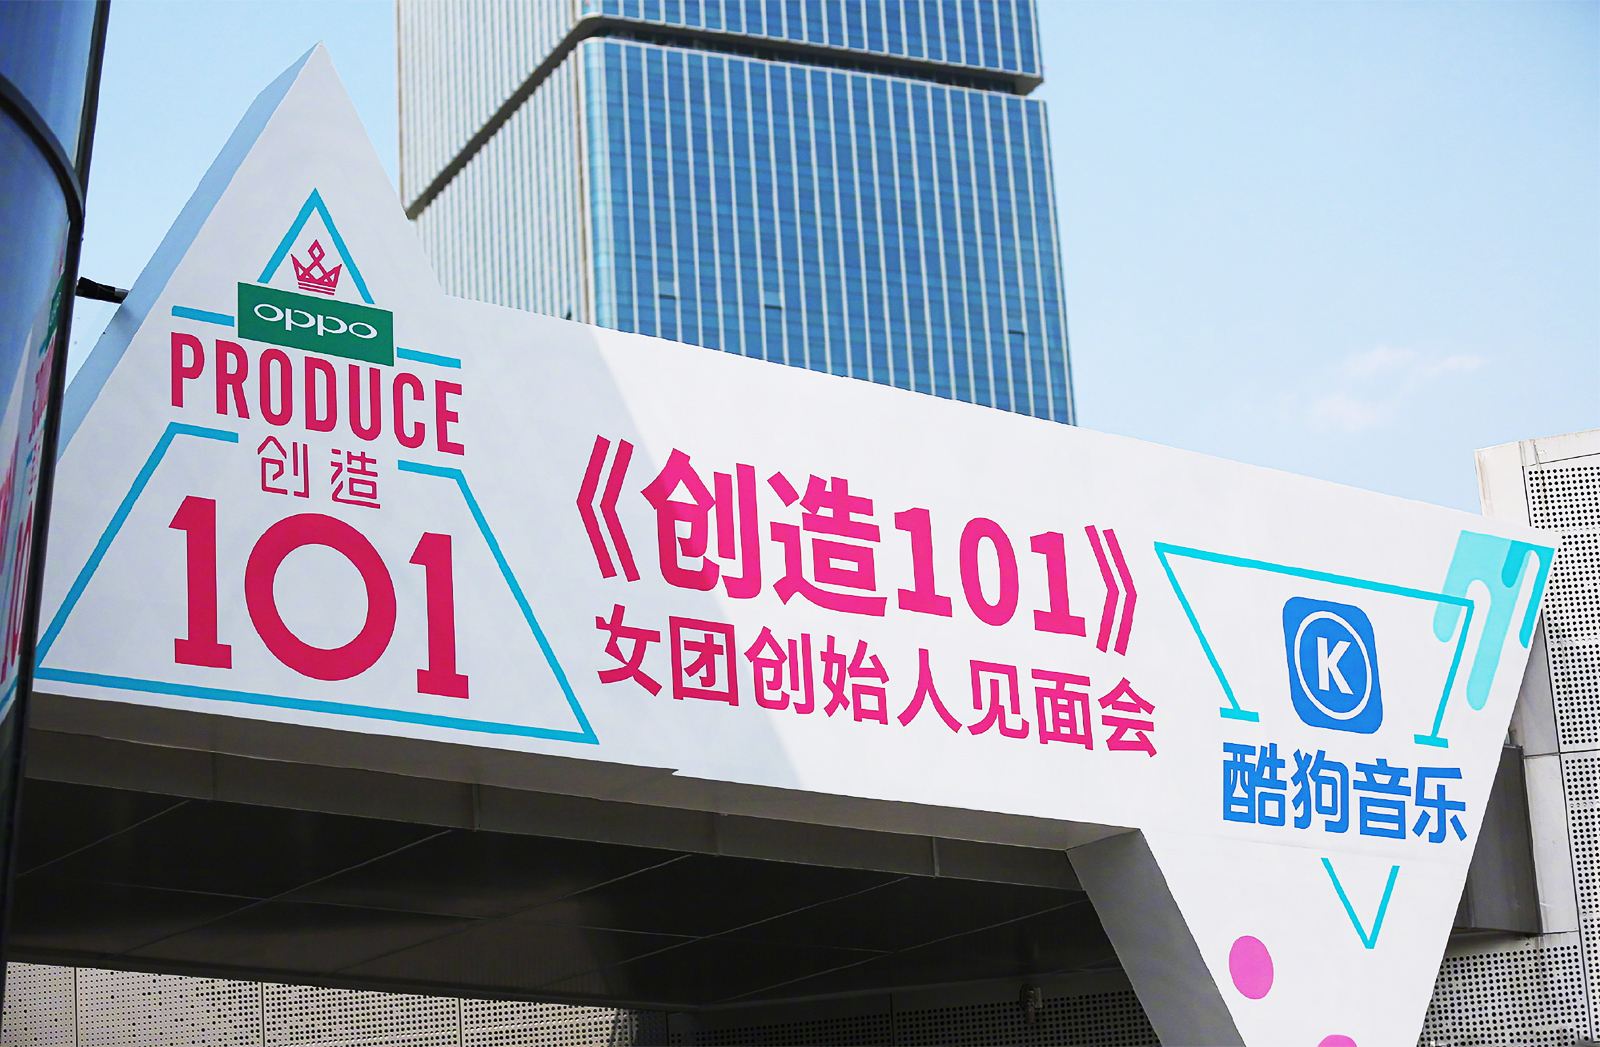 oppo
PRODUCE
创造
101
《创造101》
女团创始人见面会
K
酷狗音乐